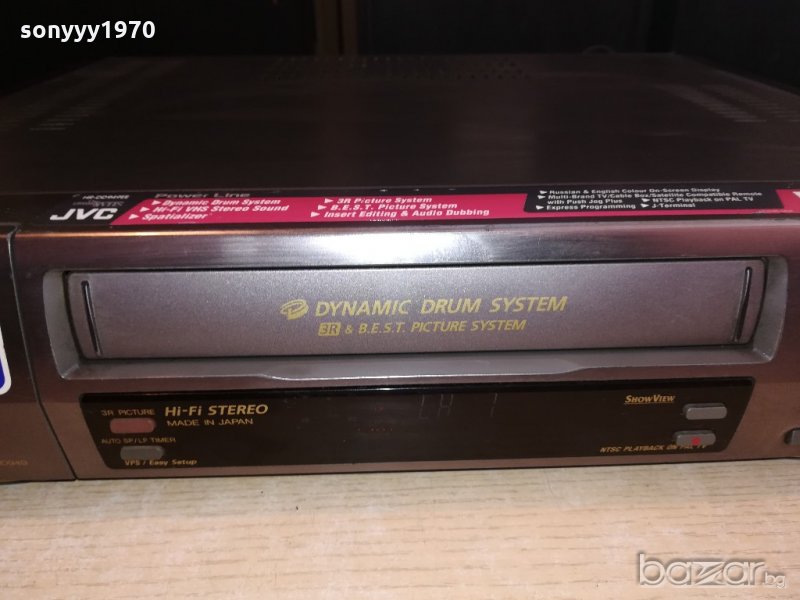 sonyyy1970
JVC
Power Line
▶ Dynamic Drum System
▶ Hi-Fi VHS Stereo Sound
▶ Spatializer
▶ 3R Picture System
▶ B.E.S.T. Picture System
▶ Insert Editing & Audio Dubbing
▶ Russian & English Colour On-Screen Display
▶ Multi-Brand TV/Cable Box/Satellite Compatible Remote
with Push Jog Plus
▶ NTSC Playback on PAL TV
▶ Express Programming
▶ J-Terminal
DYNAMIC DRUM SYSTEM
3R & B.E.S.T. PICTURE SYSTEM
3R PICTURE
Hi-Fi STEREO
MADE IN JAPAN
SHOWVIEW
AUTO SP/LP TIMER
VPS / Easy Setup
NTSC PLAYBACK ON PAL TV
bazar.bg